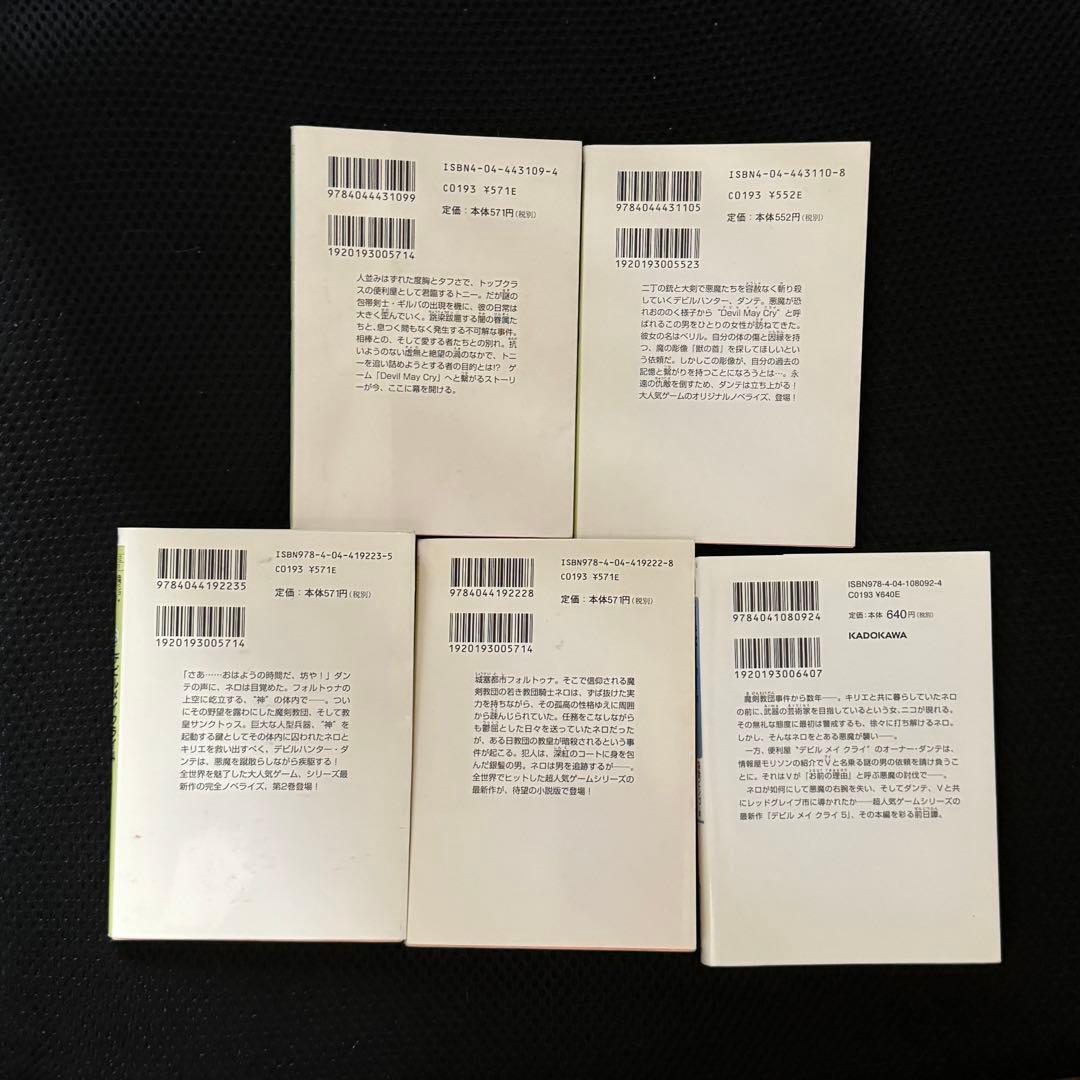 ISBN4-04-443109-4
9784044431099
C0193 ¥571E
定価：本体571円(税別)
1920193005714
人並みはずれた度胸とタフさで、トップクラ
スの便利屋として君臨するトニー。だが謎の
包帯剣士・ギルバの出現を機に、彼の日常は
大きく歪んでいく。跳梁跋扈する闇の眷属た
ちと、息つく間もなく発生する不可解な事件。
相棒との、そして愛する者たちとの別れ。抗
いようのない虚無と絶望の渦のなかで、トニ
ーを追い詰めようとする者の目的とは!?　ゲ
ーム「Devil May Cry」へと繋がるストーリ
ーが今、ここに幕を開ける。
ISBN4-04-443110-8
9784044431105
C0193 ¥552E
定価：本体552円(税別)
1920193005523
二丁の銃と大剣で悪魔たちを容赦なく斬り殺
していくデビルハンター、ダンテ。悪魔が恐
れおののく様子から“Devil May Cry”と呼
ばれるこの男をひとりの女性が訪ねてきた。
彼女の名はベリル。自分の体の傷と因縁を持
つ、魔の彫像『獣の首』を探してほしいとい
う依頼だ。しかしこの彫像が、自分の過去の
記憶と繋がりを持つことになろうとは…。永
遠の仇敵を倒すため、ダンテは立ち上がる！
大人気ゲームのオリジナルノベライズ、登場！
ISBN978-4-04-419223-5
9784044192235
C0193 ¥571E
定価：本体571円(税別)
1920193005714
「さあ……おはようの時間だ、坊や！」ダン
テの声に、ネロは目覚めた。フォルトゥナの
上空に屹立する、“神”の体内で──。つい
にその野望を露わにした魔剣教団、そして教
皇サンクトゥス。巨大な人型兵器、“神”を
起動する鍵としてその体内に囚われたネロと
キリエを救い出すべく、デビルハンター・ダ
ンテは、悪魔を蹴散らしながら疾駆する！
全世界を魅了した大人気ゲーム、シリーズ最
新作の完全ノベライズ、第2巻登場！
ISBN978-4-04-419222-8
9784044192228
C0193 ¥571E
定価：本体571円(税別)
1920193005714
城塞都市フォルトゥナ。そこで信仰される魔
剣教団の若き教団騎士ネロは、ずば抜けた実
力を持ちながら、その孤高の性格ゆえに周囲
から疎んじられていた。任務をこなしながら
も鬱屈とした日々を送っていたネロだった
が、ある日教団の教皇が暗殺されるという事
件が起こる。犯人は、深紅のコートに身を包
んだ銀髪の男。ネロは男を追跡するが──。
全世界でヒットした超人気ゲームシリーズの
最新作が、待望の小説版で登場！
ISBN978-4-04-108092-4
9784041080924
C0193 ¥640E
定価：本体 640円(税別)
KADOKAWA
1920193006407
魔剣教団事件から数年──。キリエと共に暮らしていたネロ
の前に、武器の芸術家を目指しているという女、ニコが現れる。
その無礼な態度に最初は警戒するも、徐々に打ち解けるネロ。
しかし、そんなネロをとある悪魔が襲い──。
一方、便利屋“デビル メイ クライ”のオーナー・ダンテは、
情報屋モリソンの紹介でVと名乗る謎の男の依頼を請け負うこ
とに。それはVが「お前の理由」と呼ぶ悪魔の討伐で──。
ネロが如何にして悪魔の右腕を失い、そしてダンテ、Vと共
にレッドグレイブ市に導かれたか──超人気ゲームシリーズの
最新作『デビル メイ クライ 5』、その本編を彩る前日譚。